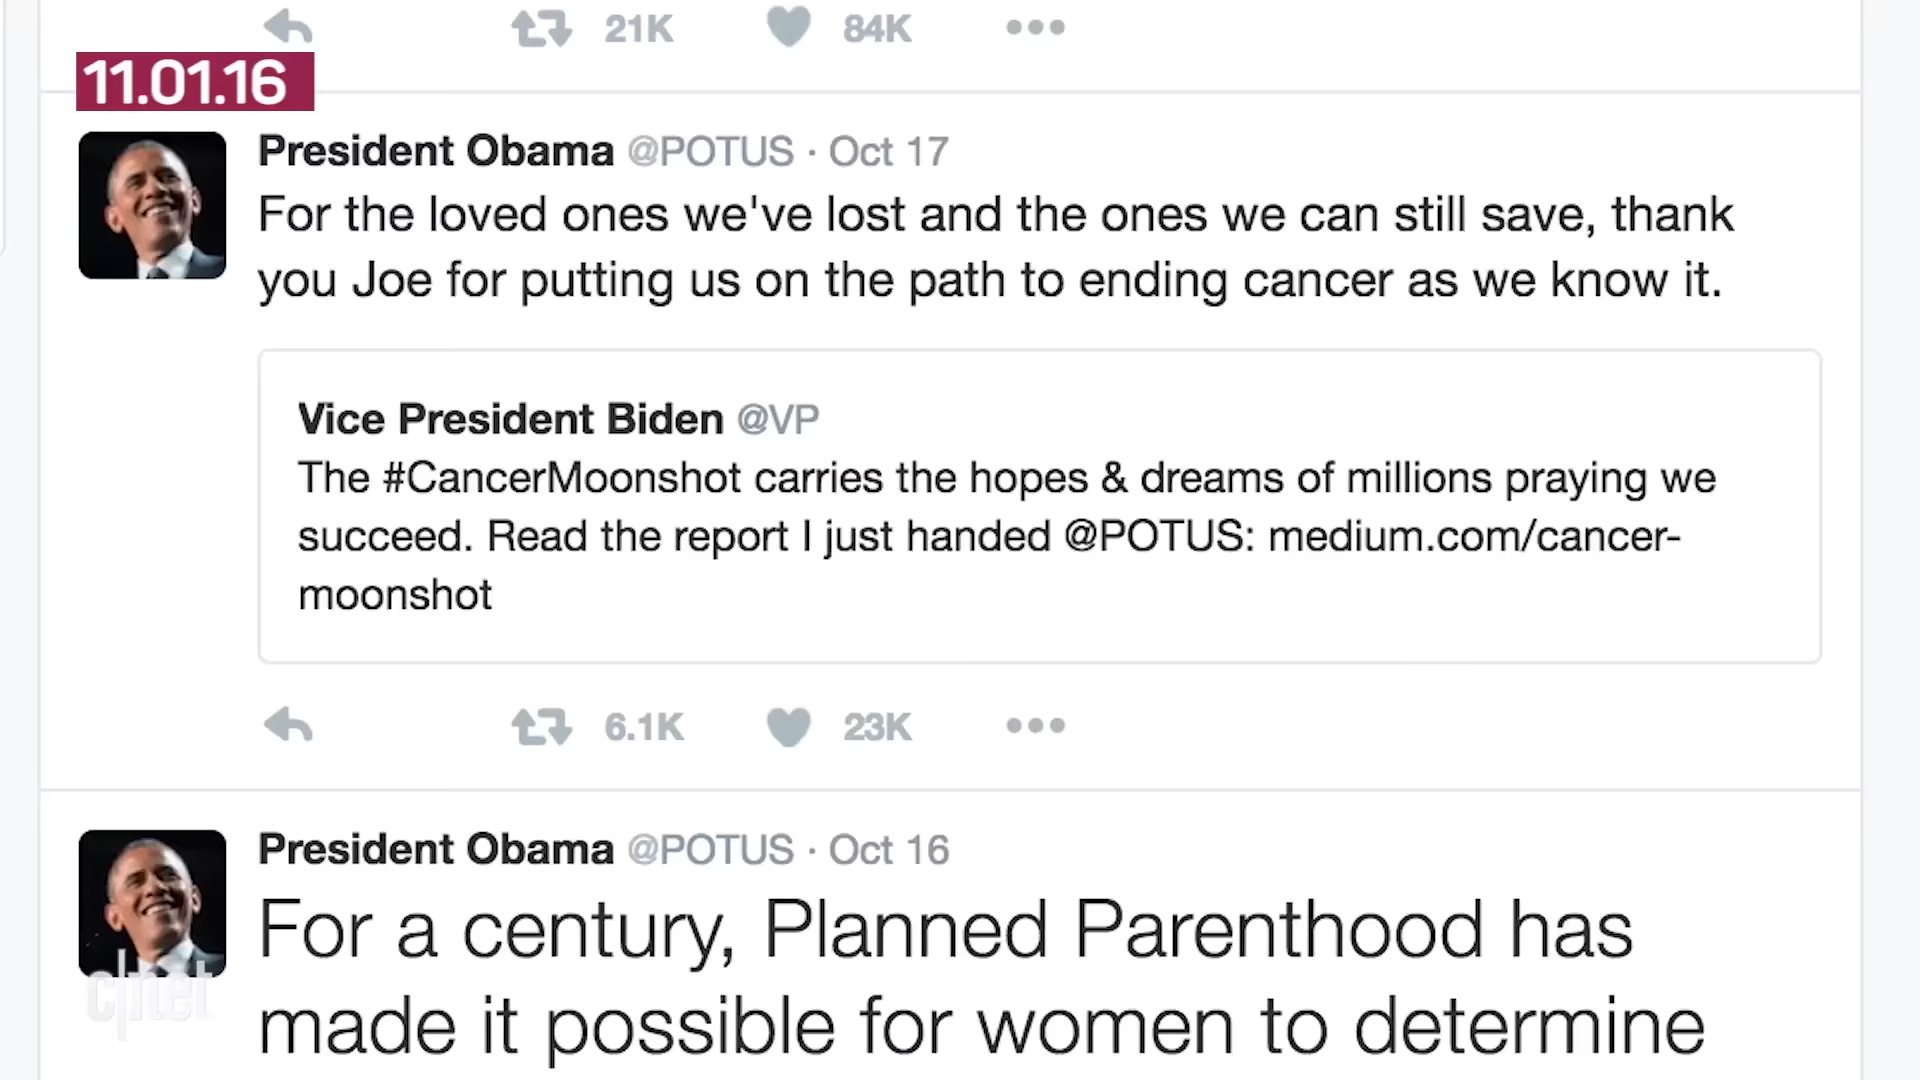 21K 84K
11.01.16
President Obama @POTUS · Oct 17
For the loved ones we've lost and the ones we can still save, thank
you Joe for putting us on the path to ending cancer as we know it.
Vice President Biden @VP
The #CancerMoonshot carries the hopes & dreams of millions praying we
succeed. Read the report I just handed @POTUS: medium.com/cancer-
moonshot
6.1K 23K
President Obama @POTUS · Oct 16
For a century, Planned Parenthood has
made it possible for women to determine
c|net